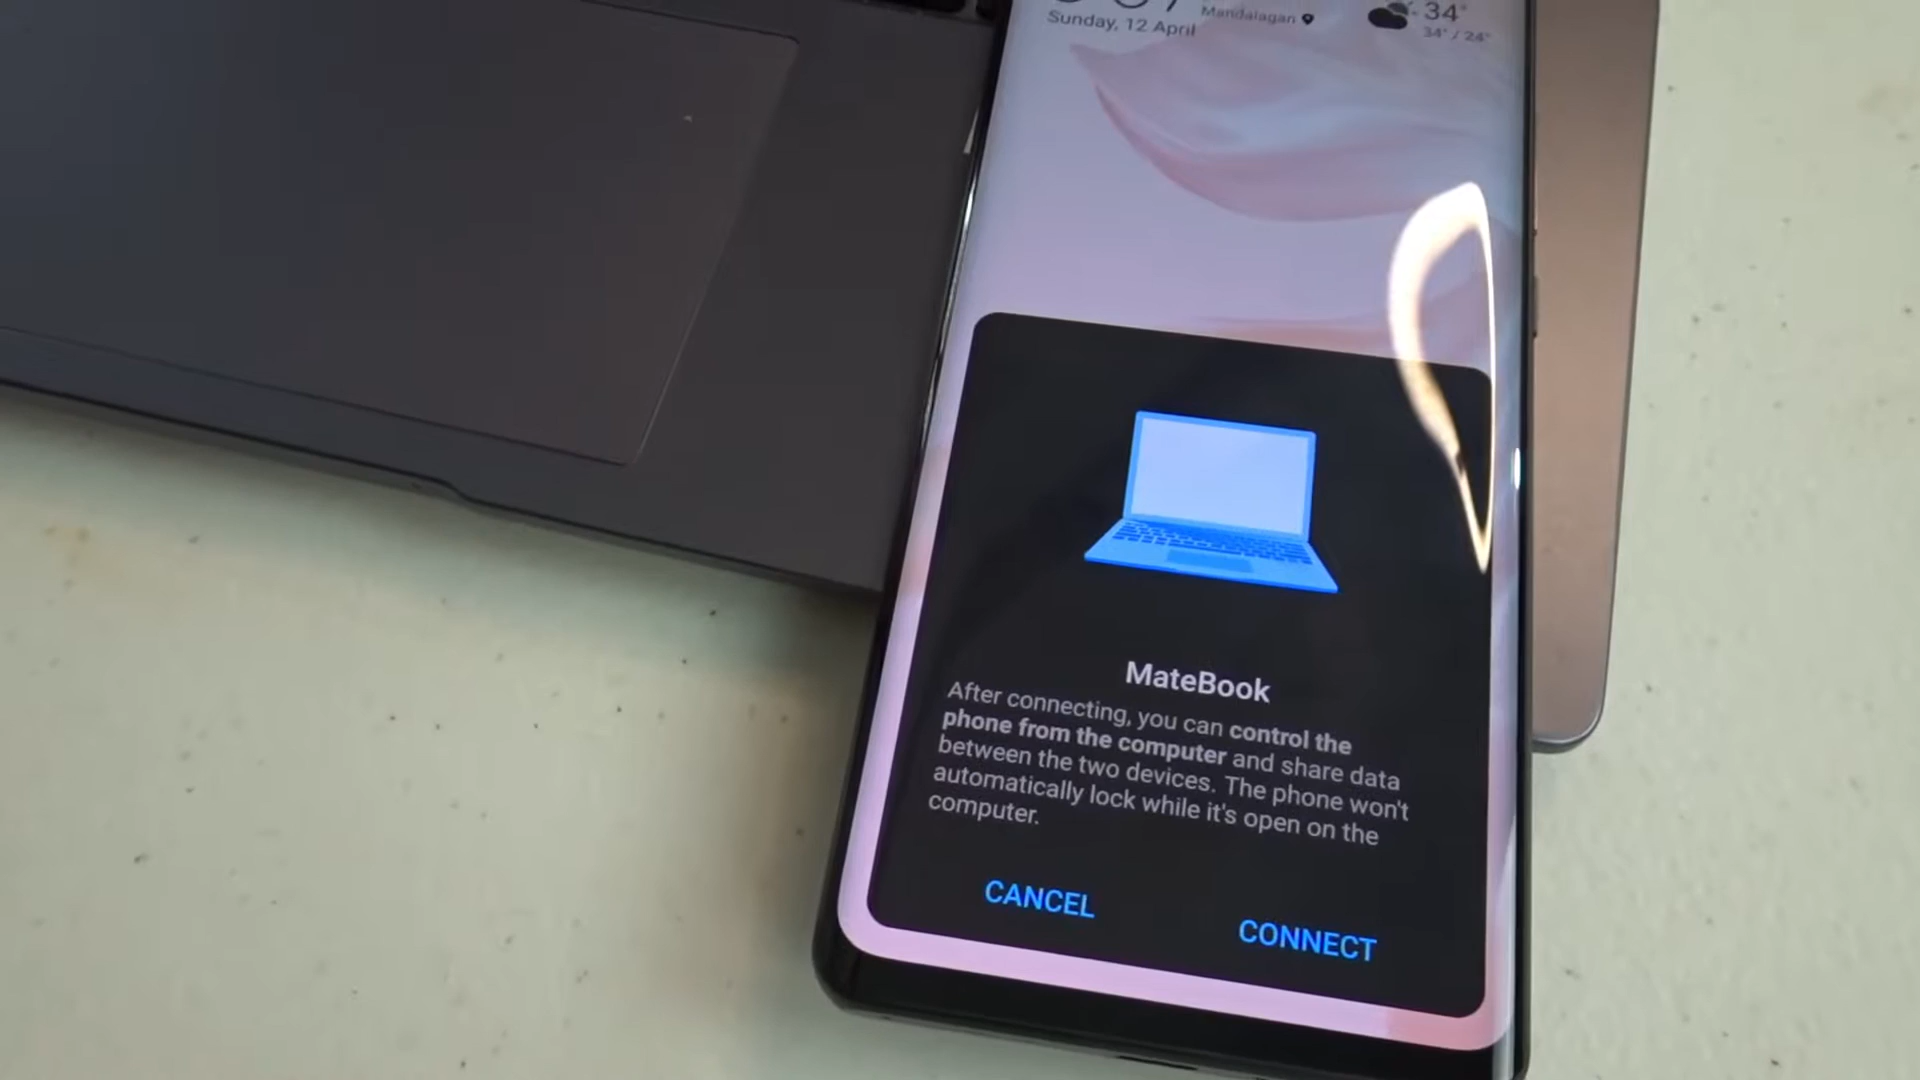 Mandalagan
Sunday, 12 April
34°
34° / 24°
MateBook
After connecting, you can control the
phone from the computer and share data
between the two devices. The phone won't
automatically lock while it's open on the
computer.
CANCEL
CONNECT